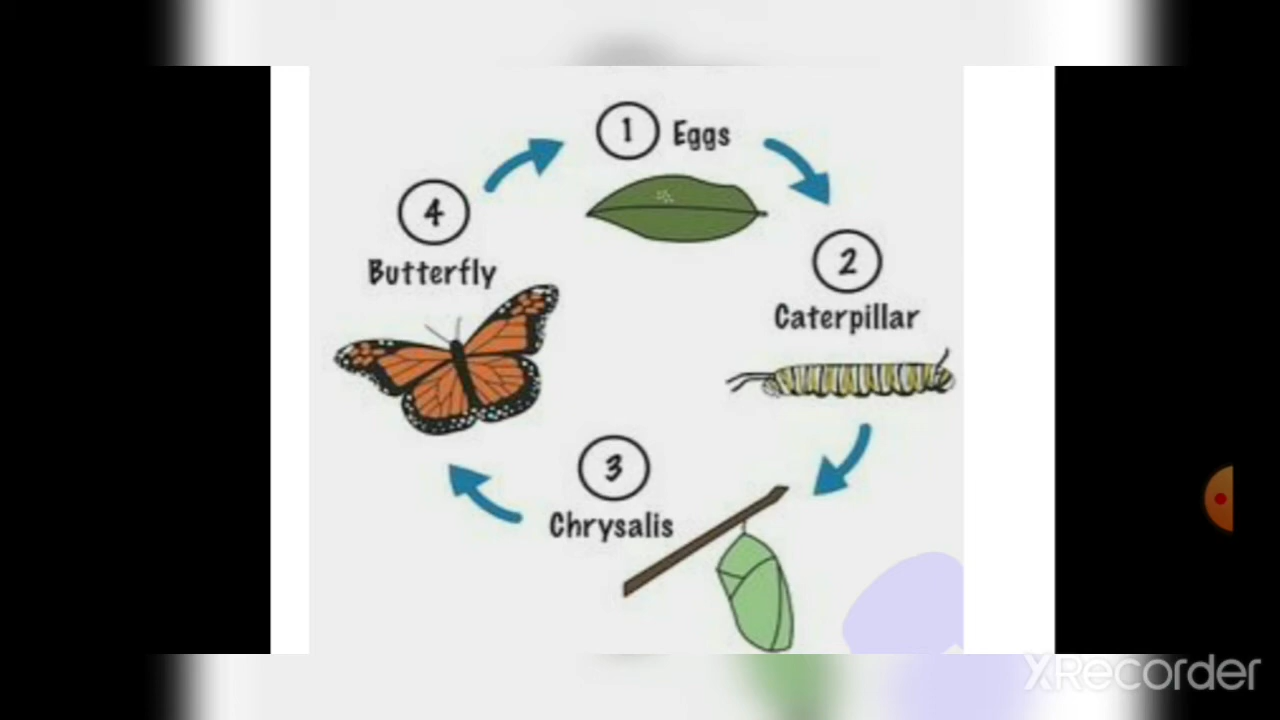 1 Eggs
2
Caterpillar
3
Chrysalis
4
Butterfly
XRecorder